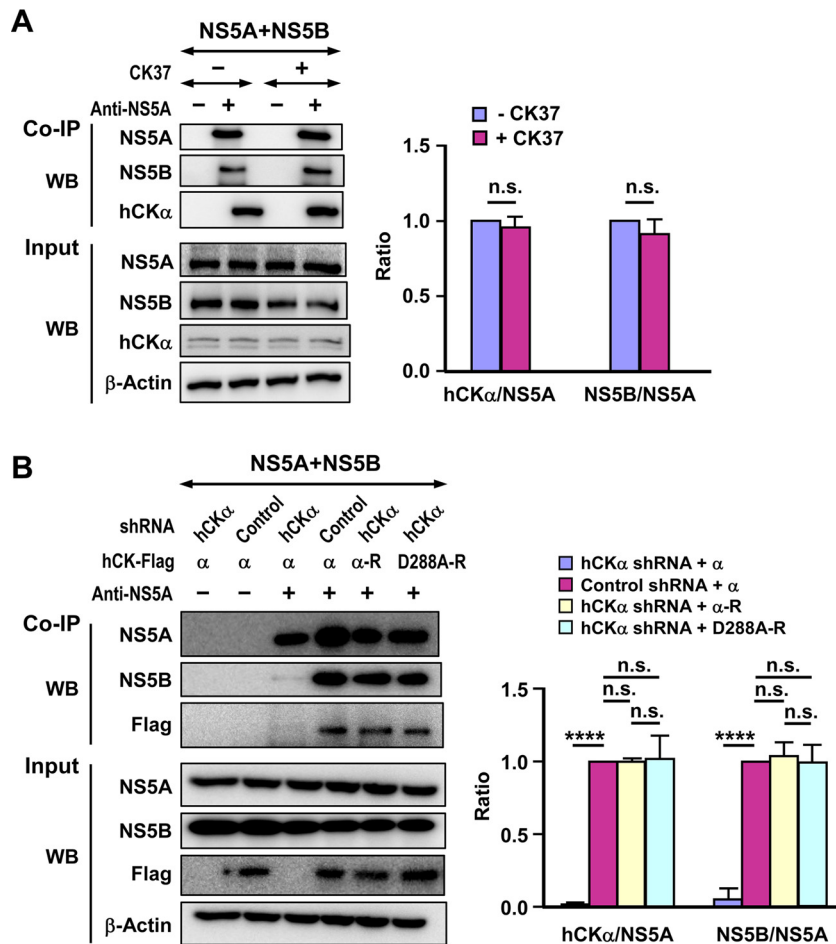 A
NS5A+NS5B
CK37 − +
Anti-NS5A − + − +
Co-IP
NS5A
WB
NS5B
hCKα
Input
NS5A
NS5B
WB
hCKα
β-Actin
- CK37
+ CK37
n.s. n.s.
1.5
1.0
0.5
0.0
Ratio
hCKα/NS5A NS5B/NS5A
B
NS5A+NS5B
shRNA hCKα Control hCKα Control hCKα hCKα
hCK-Flag α α α α α-R D288A-R
Anti-NS5A − − + + + +
Co-IP
NS5A
NS5B
WB
Flag
Input
NS5A
NS5B
WB
Flag
β-Actin
hCKα shRNA + α
Control shRNA + α
hCKα shRNA + α-R
hCKα shRNA + D288A-R
n.s. n.s.
n.s. n.s.
n.s. n.s.
**** ****
1.5
1.0
0.5
0.0
Ratio
hCKα/NS5A NS5B/NS5A